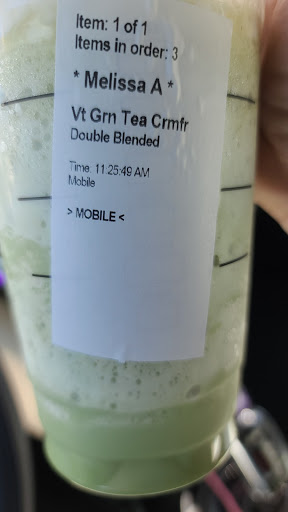 Item: 1 of 1
Items in order: 3
* Melissa A *
Vt Grn Tea Crmfr
Double Blended
Time: 11:25:49 AM
Mobile
> MOBILE <